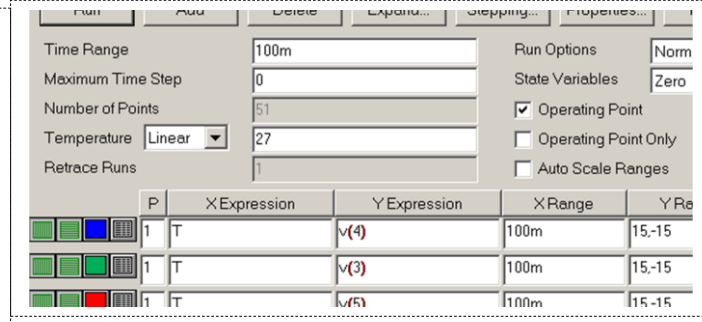 Run Add Delete Expand... Stepping... Properties...
Time Range 100m Run Options Norm
Maximum Time Step 0 State Variables Zero
Number of Points 51 Operating Point
Temperature Linear 27 Operating Point Only
Retrace Runs 1 Auto Scale Ranges
P X Expression Y Expression X Range Y Ra
1 T v(4) 100m 15,-15
1 T v(3) 100m 15,-15
1 T v(5) 100m 15,-15